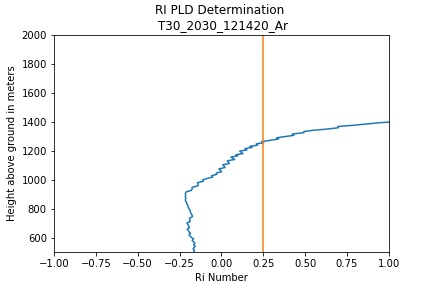 RI PLD Determination
T30_2030_121420_Ar
2000
1800
1600
1400
1200
1000
800
600
Height above ground in meters
−1.00 −0.75 −0.50 −0.25 0.00 0.25 0.50 0.75 1.00
Ri Number